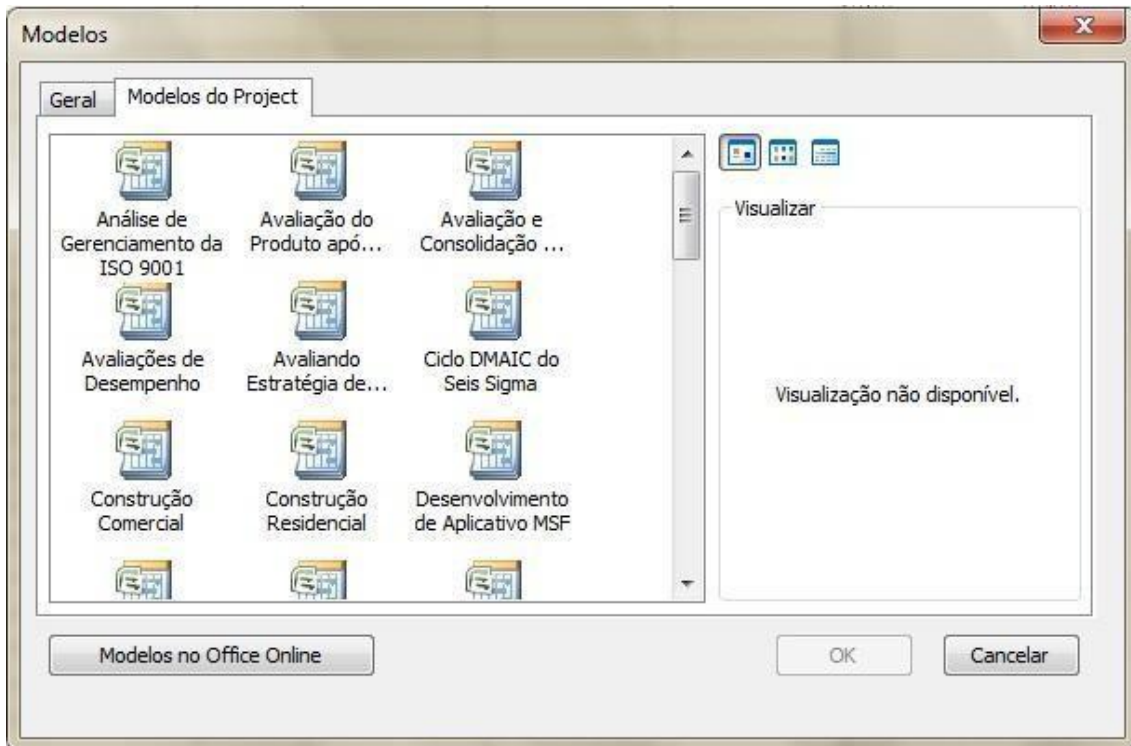 Modelos
Geral
Modelos do Project
Análise de
Gerenciamento da
ISO 9001
Avaliação do
Produto apó...
Avaliação e
Consolidação ...
Avaliações de
Desempenho
Avaliando
Estratégia de...
Ciclo DMAIC do
Seis Sigma
Construção
Comercial
Construção
Residencial
Desenvolvimento
de Aplicativo MSF
Visualizar
Visualização não disponível.
Modelos no Office Online
OK
Cancelar